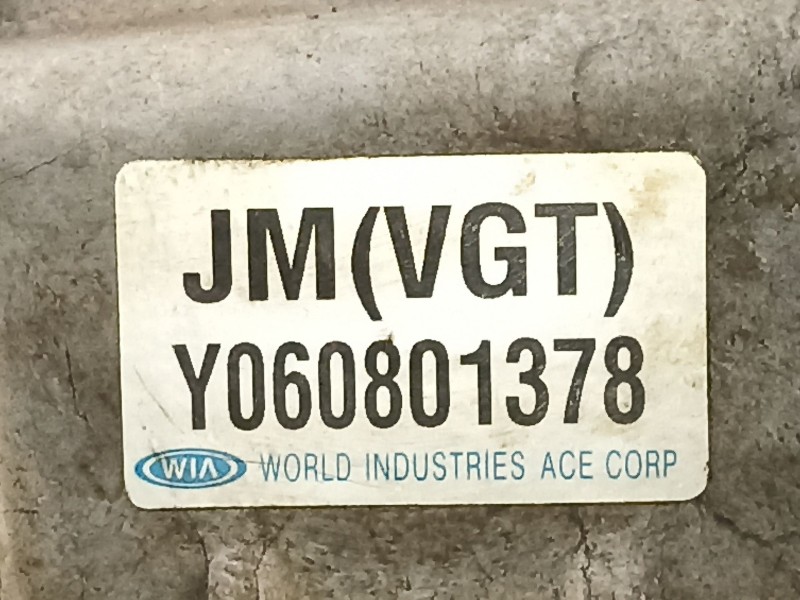 JM(VGT)
Y060801378
WIA WORLD INDUSTRIES ACE CORP